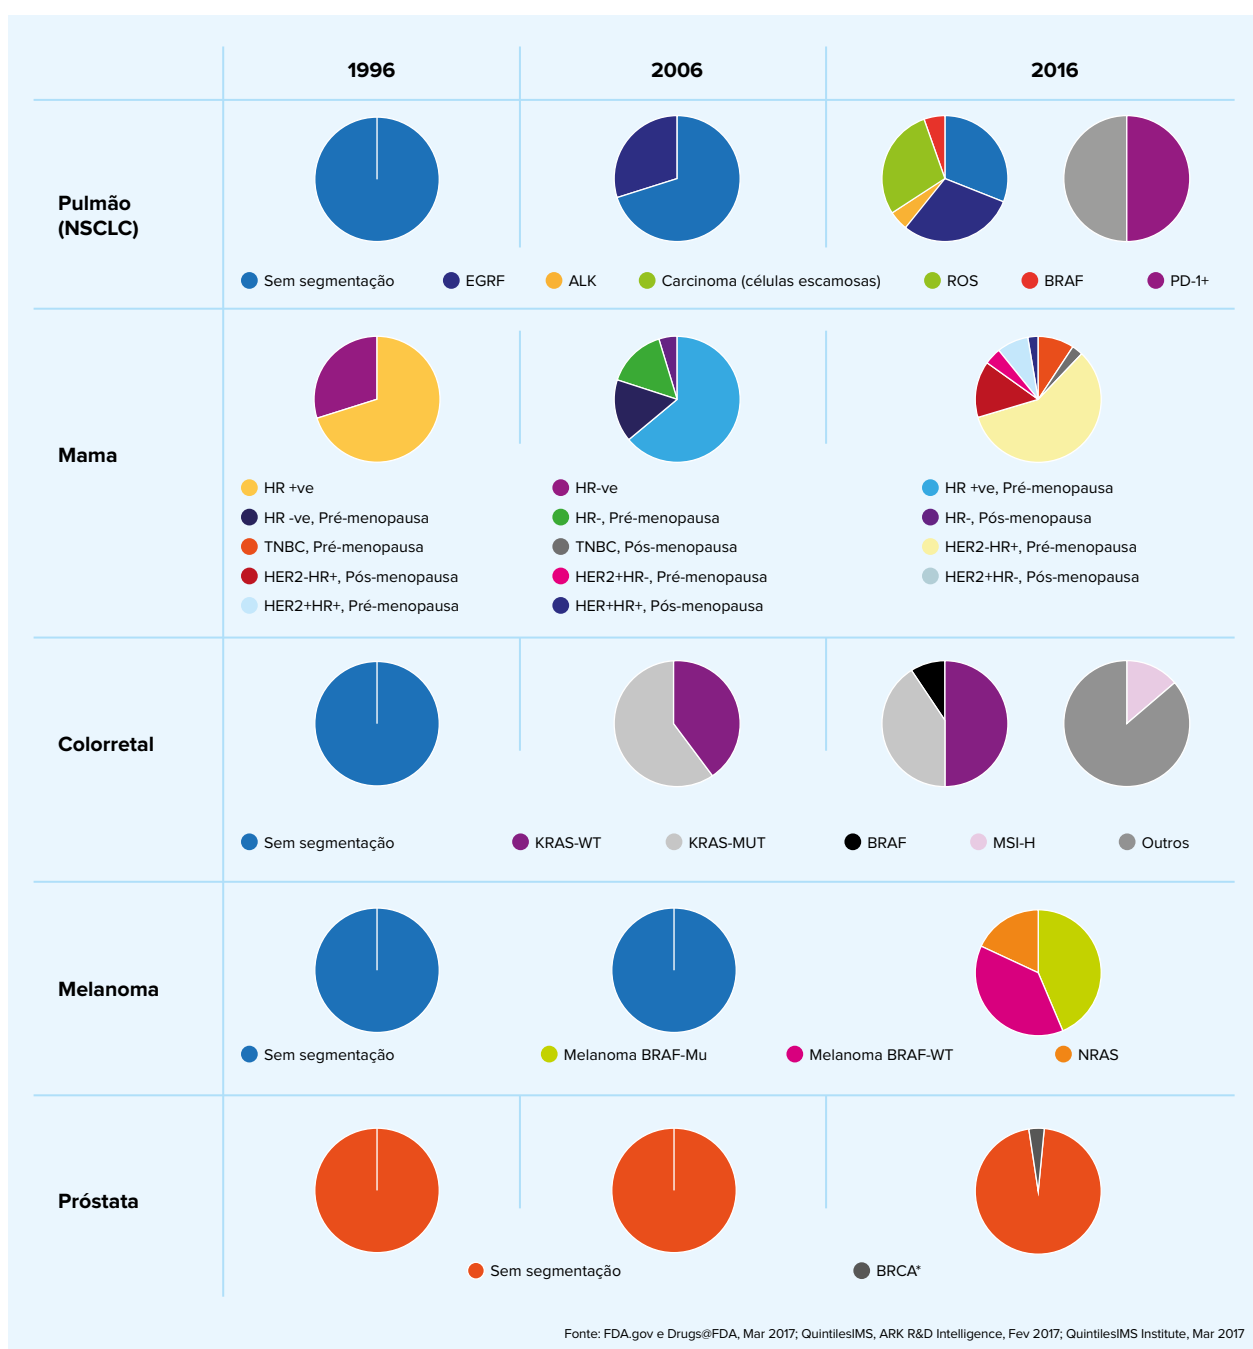 1996
2006
2016
Pulmão
(NSCLC)
Sem segmentação
EGRF
ALK
Carcinoma (células escamosas)
ROS
BRAF
PD-1+
Mama
HR +ve
HR-ve
HR +ve, Pré-menopausa
HR -ve, Pré-menopausa
HR-, Pré-menopausa
HR-, Pós-menopausa
TNBC, Pré-menopausa
TNBC, Pós-menopausa
HER2-HR+, Pré-menopausa
HER2-HR+, Pós-menopausa
HER2+HR-, Pré-menopausa
HER2+HR-, Pós-menopausa
HER2+HR+, Pré-menopausa
HER+HR+, Pós-menopausa
Colorretal
Sem segmentação
KRAS-WT
KRAS-MUT
BRAF
MSI-H
Outros
Melanoma
Sem segmentação
Melanoma BRAF-Mu
Melanoma BRAF-WT
NRAS
Próstata
Sem segmentação
BRCA*
Fonte: FDA.gov e Drugs@FDA, Mar 2017; QuintilesIMS, ARK R&D Intelligence, Fev 2017; QuintilesIMS Institute, Mar 2017